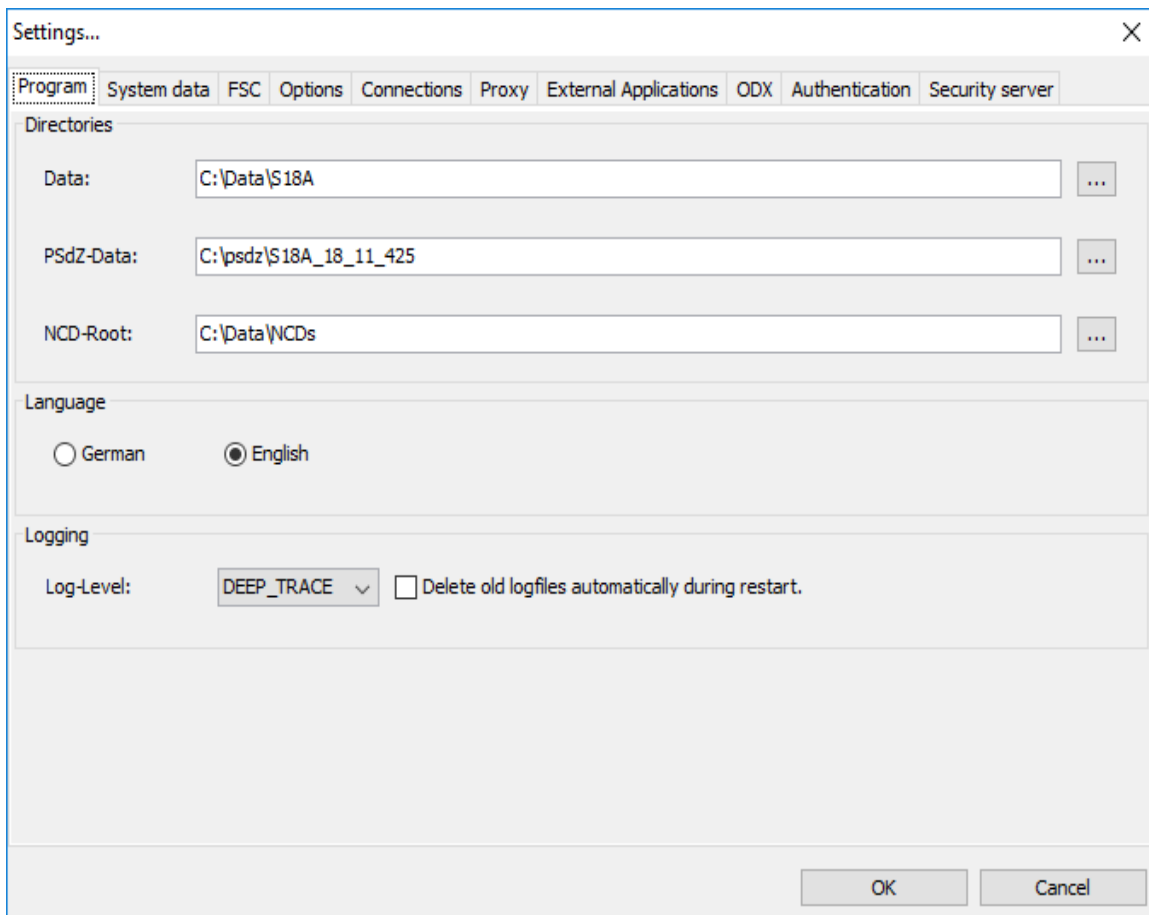 Settings...
Program System data FSC Options Connections Proxy External Applications ODX Authentication Security server
Directories
Data: C:\Data\S18A ...
PSdZ-Data: C:\psdz\S18A_18_11_425 ...
NCD-Root: C:\Data\NCDs ...
Language
German English
Logging
Log-Level: DEEP_TRACE Delete old logfiles automatically during restart.
OK Cancel